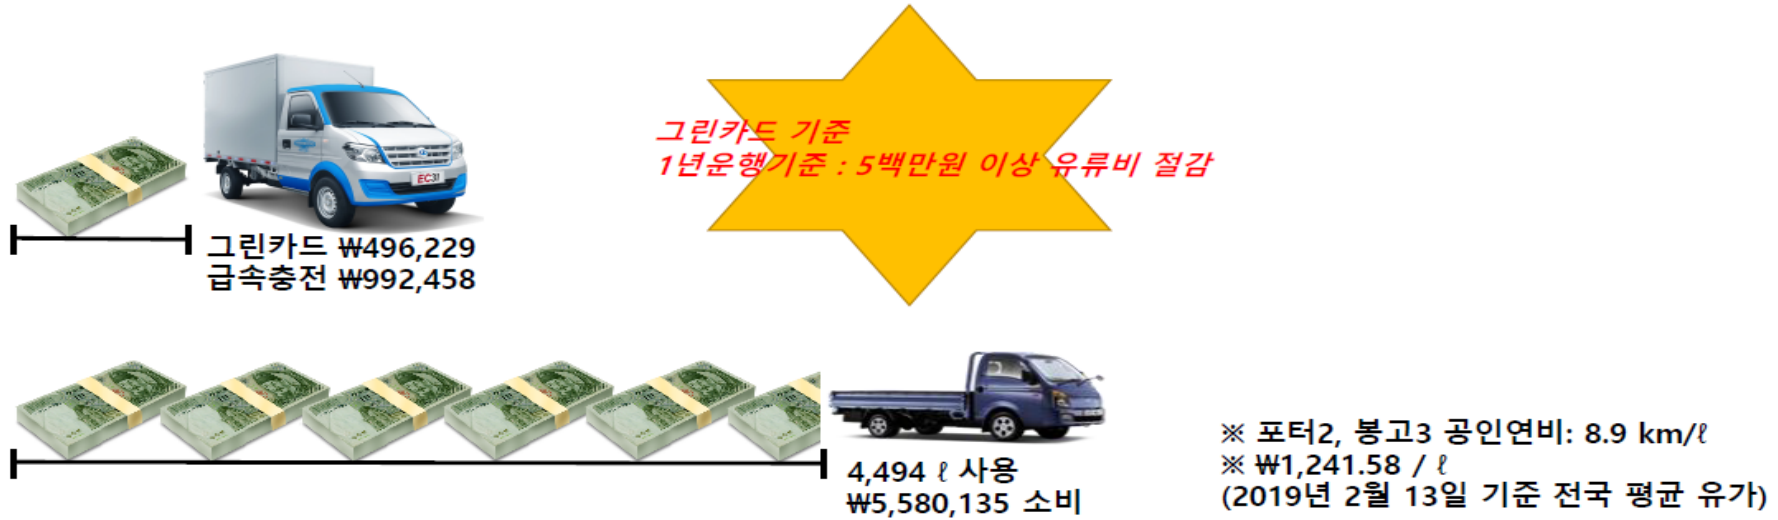 그린카드 기준
1년운행기준 : 5백만원 이상 유류비 절감
EC31
그린카드 ₩496,229
급속충전 ₩992,458
4,494 ℓ 사용
₩5,580,135 소비
※ 포터2, 봉고3 공인연비: 8.9 km/ℓ
※ ₩1,241.58 / ℓ
(2019년 2월 13일 기준 전국 평균 유가)